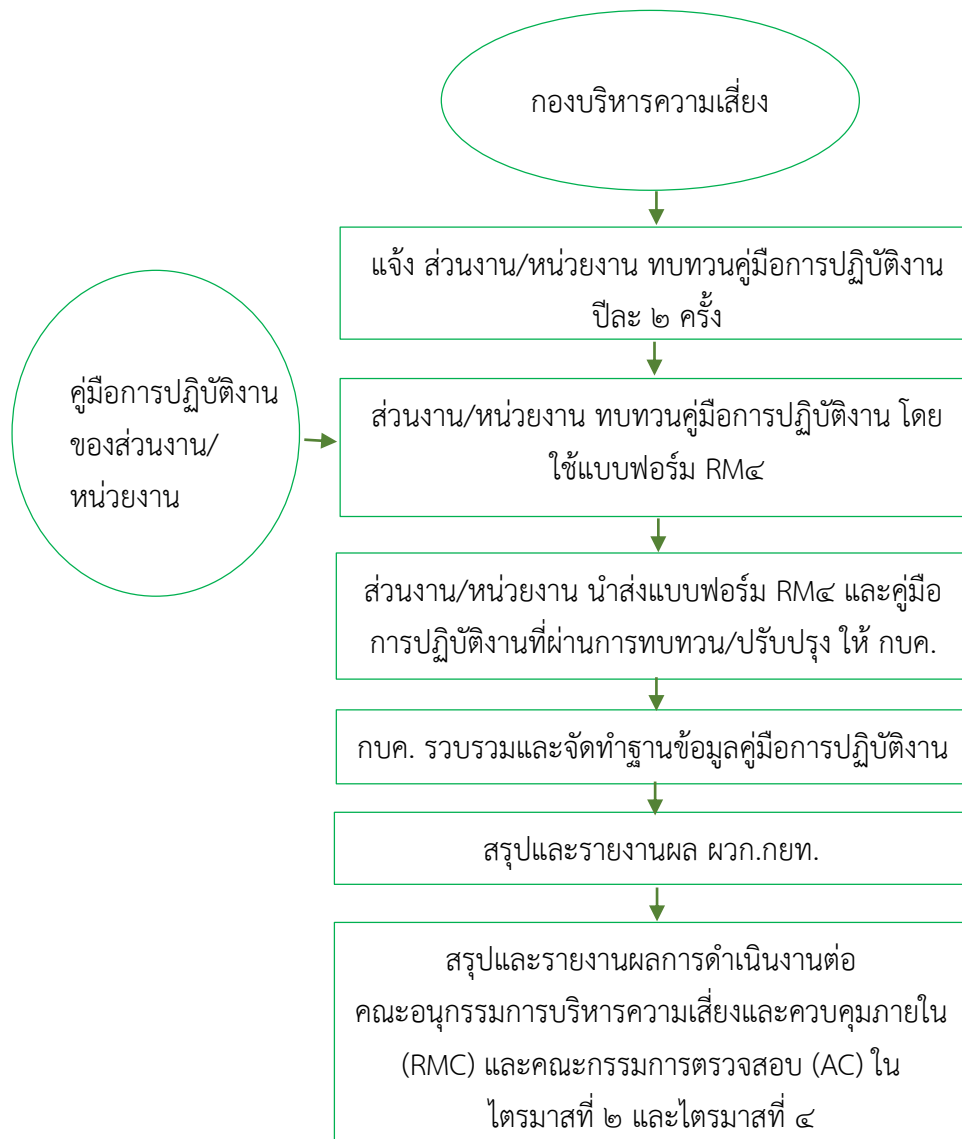 กองบริหารความเสี่ยง
แจ้ง ส่วนงาน/หน่วยงาน ทบทวนคู่มือการปฏิบัติงาน
ปีละ ๒ ครั้ง
คู่มือการปฏิบัติงาน
ของส่วนงาน/
หน่วยงาน
ส่วนงาน/หน่วยงาน ทบทวนคู่มือการปฏิบัติงาน โดย
ใช้แบบฟอร์ม RM๔
ส่วนงาน/หน่วยงาน นำส่งแบบฟอร์ม RM๔ และคู่มือ
การปฏิบัติงานที่ผ่านการทบทวน/ปรับปรุง ให้ กบค.
กบค. รวบรวมและจัดทำฐานข้อมูลคู่มือการปฏิบัติงาน
สรุปและรายงานผล ผวก.กยท.
สรุปและรายงานผลการดำเนินงานต่อ
คณะอนุกรรมการบริหารความเสี่ยงและควบคุมภายใน
(RMC) และคณะกรรมการตรวจสอบ (AC) ใน
ไตรมาสที่ ๒ และไตรมาสที่ ๔